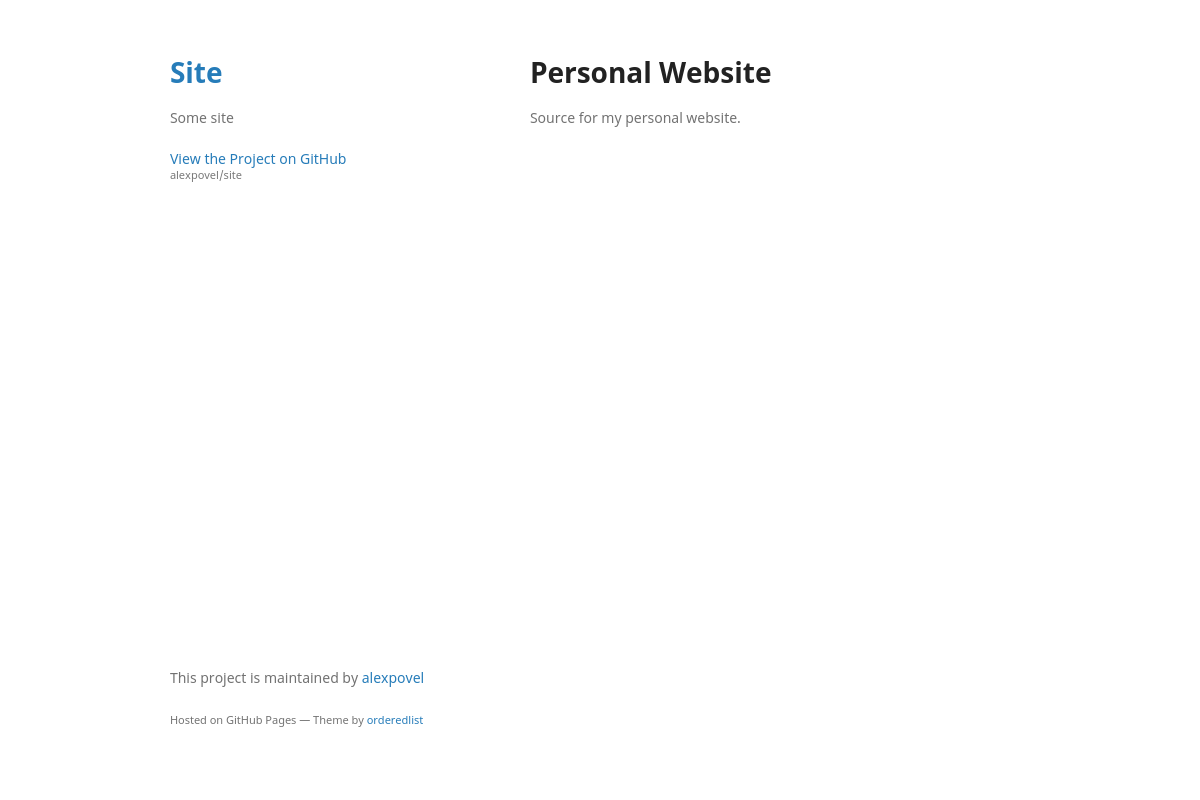 Site
Some site
View the Project on GitHub
alexpovel/site
Personal Website
Source for my personal website.
This project is maintained by alexpovel
Hosted on GitHub Pages — Theme by orderedlist